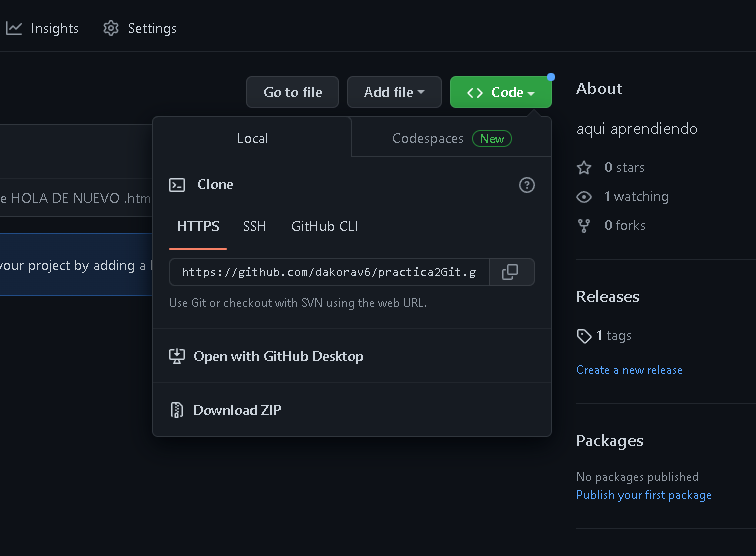 Insights
Settings
Go to file
Add file
Code
Local
Codespaces New
Clone
HTTPS SSH GitHub CLI
https://github.com/dakorav6/practica2Git.g
Use Git or checkout with SVN using the web URL.
Open with GitHub Desktop
Download ZIP
e HOLA DE NUEVO .htm
your project by adding a
About
aqui aprendiendo
0 stars
1 watching
0 forks
Releases
1 tags
Create a new release
Packages
No packages published
Publish your first package